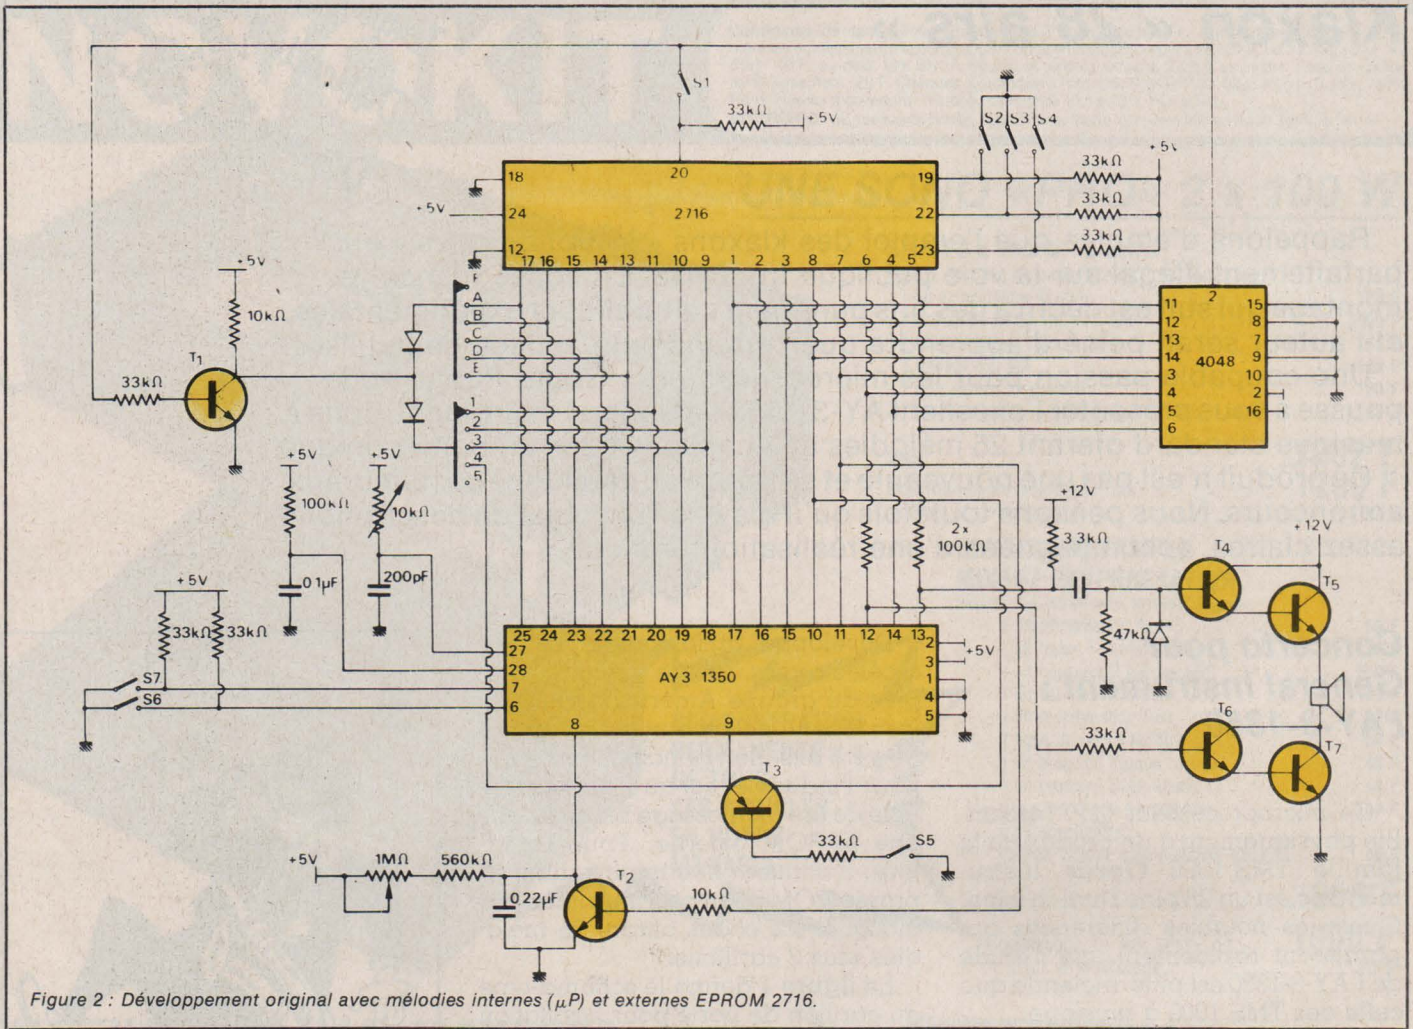 S1
33kΩ
+5V
S2 S3 S4
+5V
18
20
19
33kΩ
+5V
24
2716
22
33kΩ
12
23
33kΩ
17 16 15 14 13 11 10 9 1 2 3 8 7 6 4 5
+5V
10kΩ
F
A
B
C
D
E
T1
33kΩ
1
2
3
4
5
2
11 15
12 8
13 7
14 4048 9
3 10
4 2
5 16
6
+5V
100kΩ
0,1µF
+5V
10kΩ
200pF
2x
100kΩ
+12V
33kΩ
+12V
T4
T5
47kΩ
+5V
33kΩ 33kΩ
S7
S6
25 24 23 22 21 20 19 18 17 16 15 10 11 12 14 13
27
28
7
6
AY3 1350
2
3
1
4
5
+5V
8
9
T3
33kΩ
T6
T7
33kΩ
S5
+5V
1MΩ
560kΩ
0,22µF
T2
10kΩ
Figure 2 : Développement original avec mélodies internes (µP) et externes EPROM 2716.